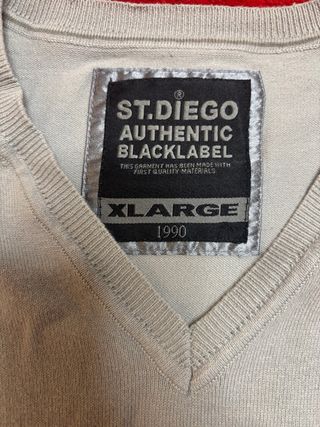 ®
ST.DIEGO
AUTHENTIC
BLACKLABEL
THIS GARMENT HAS BEEN MADE WITH
FIRST QUALITY MATERIALS
XLARGE
1990